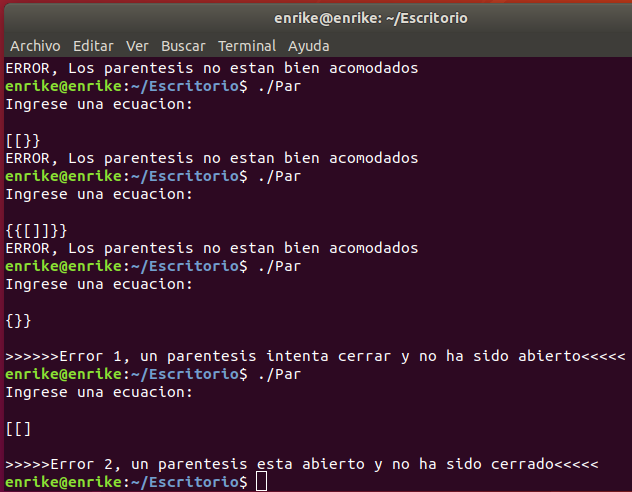 enrike@enrike: ~/Escritorio
Archivo Editar Ver Buscar Terminal Ayuda
ERROR, Los parentesis no estan bien acomodados
enrike@enrike:~/Escritorio$ ./Par
Ingrese una ecuacion:
[[}}
ERROR, Los parentesis no estan bien acomodados
enrike@enrike:~/Escritorio$ ./Par
Ingrese una ecuacion:
{{[]]}}
ERROR, Los parentesis no estan bien acomodados
enrike@enrike:~/Escritorio$ ./Par
Ingrese una ecuacion:
{}}
>>>>>>Error 1, un parentesis intenta cerrar y no ha sido abierto<<<<<
enrike@enrike:~/Escritorio$ ./Par
Ingrese una ecuacion:
[[]
>>>>>Error 2, un parentesis esta abierto y no ha sido cerrado<<<<<
enrike@enrike:~/Escritorio$